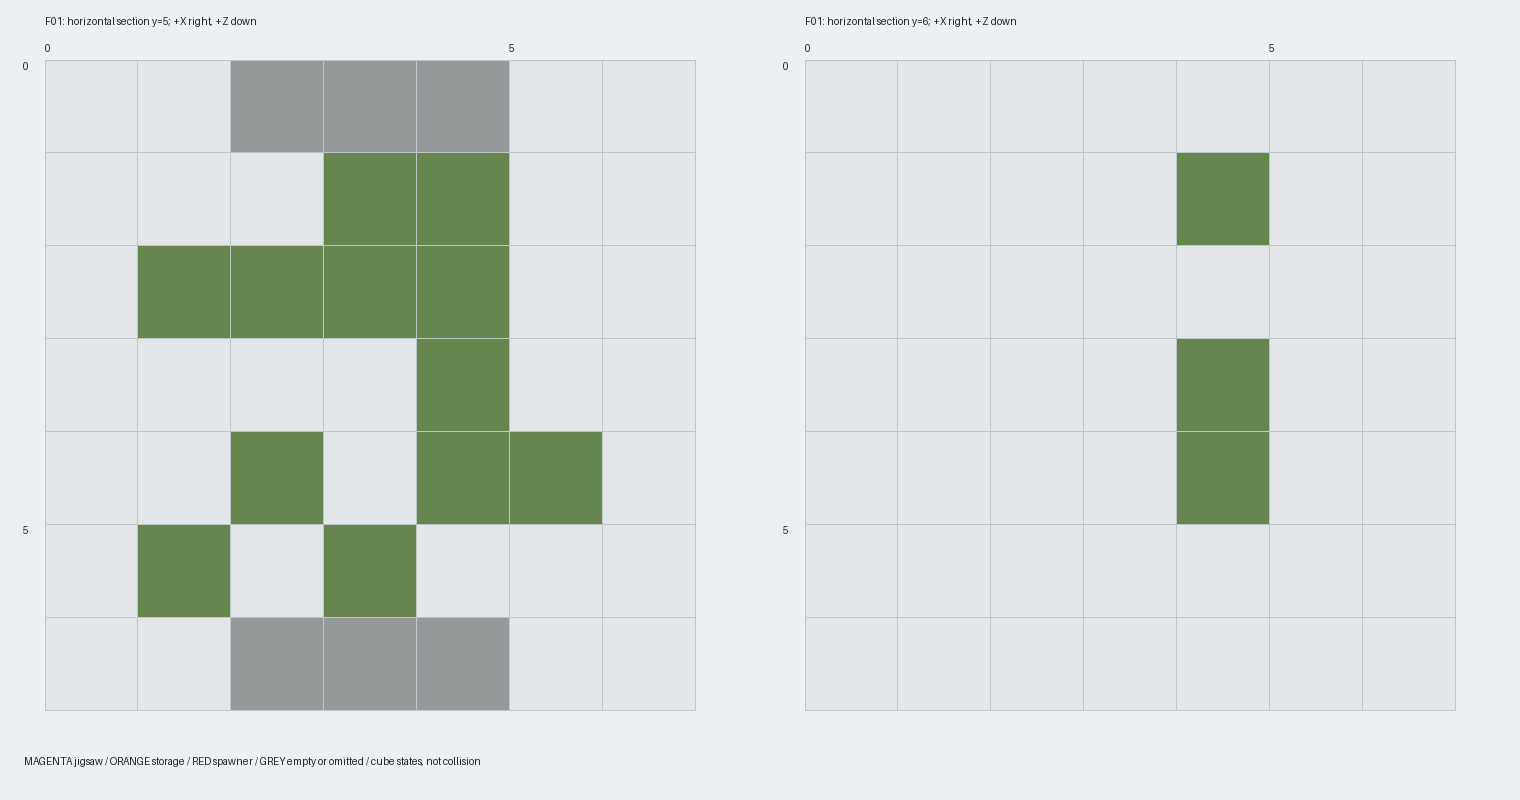 F01: horizontal section y=5; +X right, +Z down
F01: horizontal section y=6; +X right, +Z down
0 5
0 5
0
0
5
5
MAGENTA jigsaw / ORANGE storage / RED spawner / GREY empty or omitted / cube states, not collision